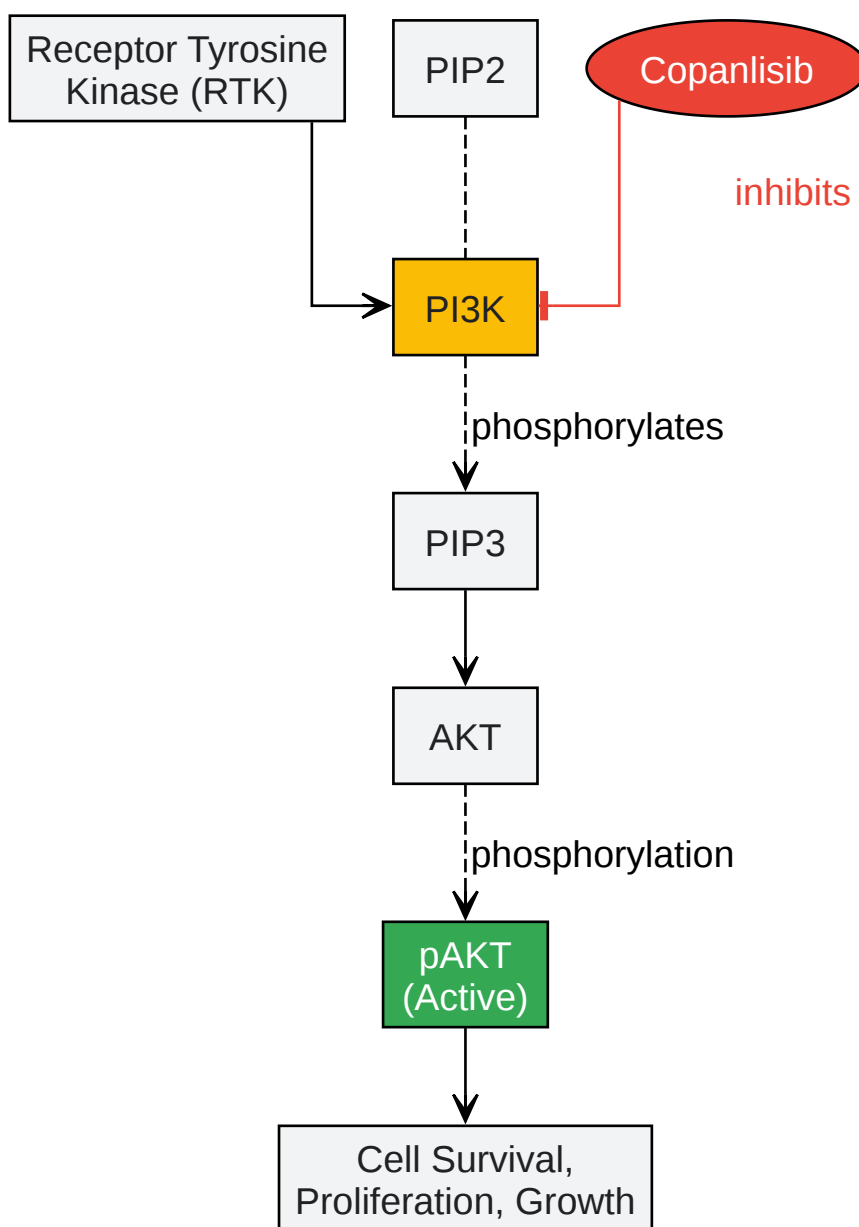 Receptor Tyrosine
Kinase (RTK)
PIP2
Copanlisib
inhibits
PI3K
phosphorylates
PIP3
AKT
phosphorylation
pAKT
(Active)
Cell Survival,
Proliferation, Growth